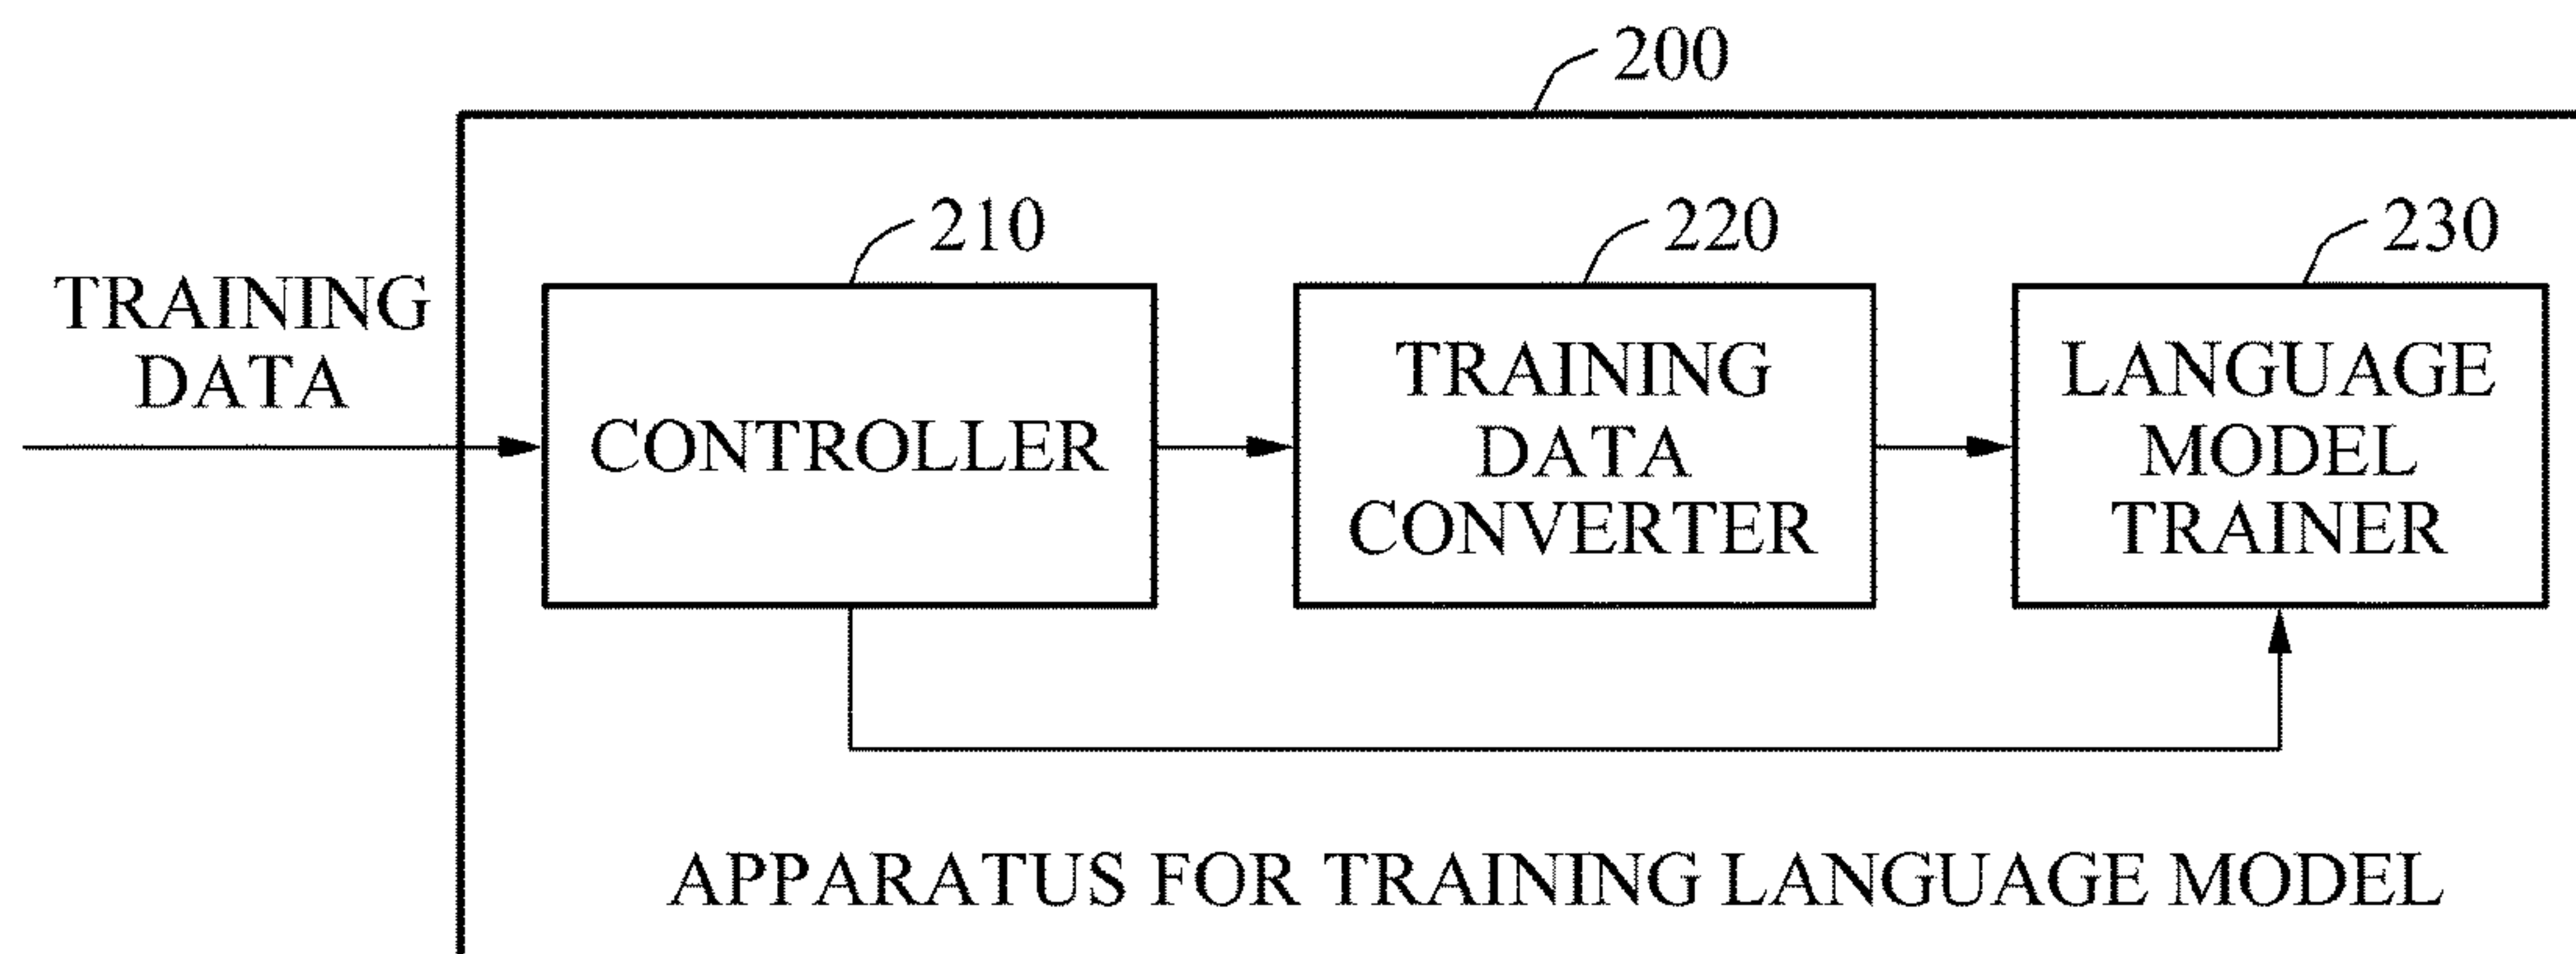 200
210
220
230
TRAINING
DATA
CONTROLLER
TRAINING
DATA
CONVERTER
LANGUAGE
MODEL
TRAINER
APPARATUS FOR TRAINING LANGUAGE MODEL